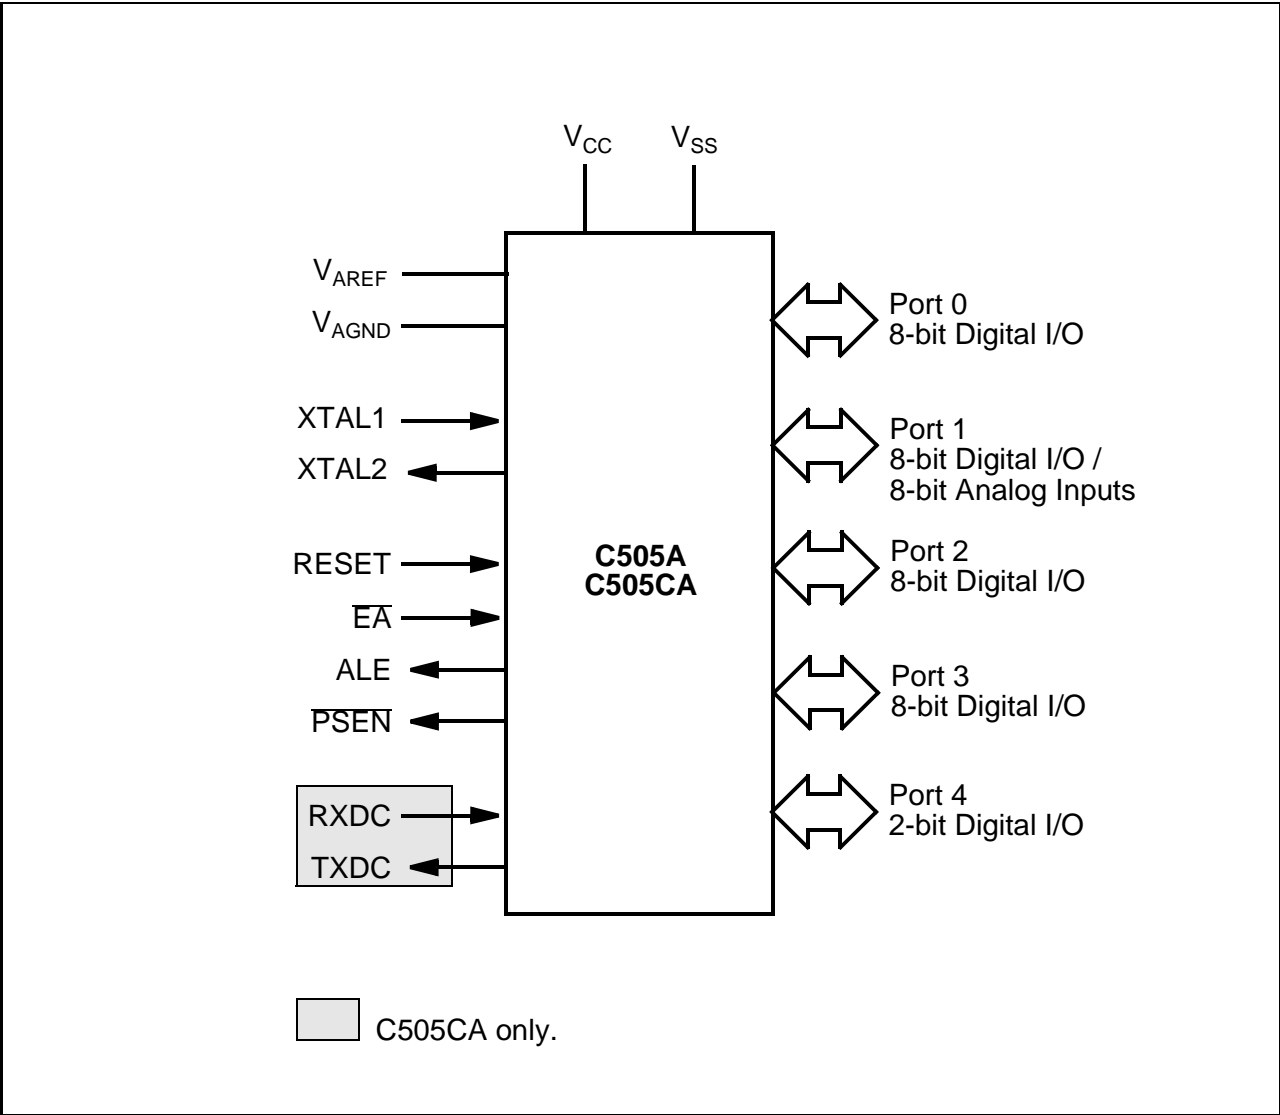 VCC
VSS
VAREF
VAGND
XTAL1
XTAL2
RESET
EA
ALE
PSEN
RXDC
TXDC
C505A
C505CA
Port 0
8-bit Digital I/O
Port 1
8-bit Digital I/O /
8-bit Analog Inputs
Port 2
8-bit Digital I/O
Port 3
8-bit Digital I/O
Port 4
2-bit Digital I/O
C505CA only.